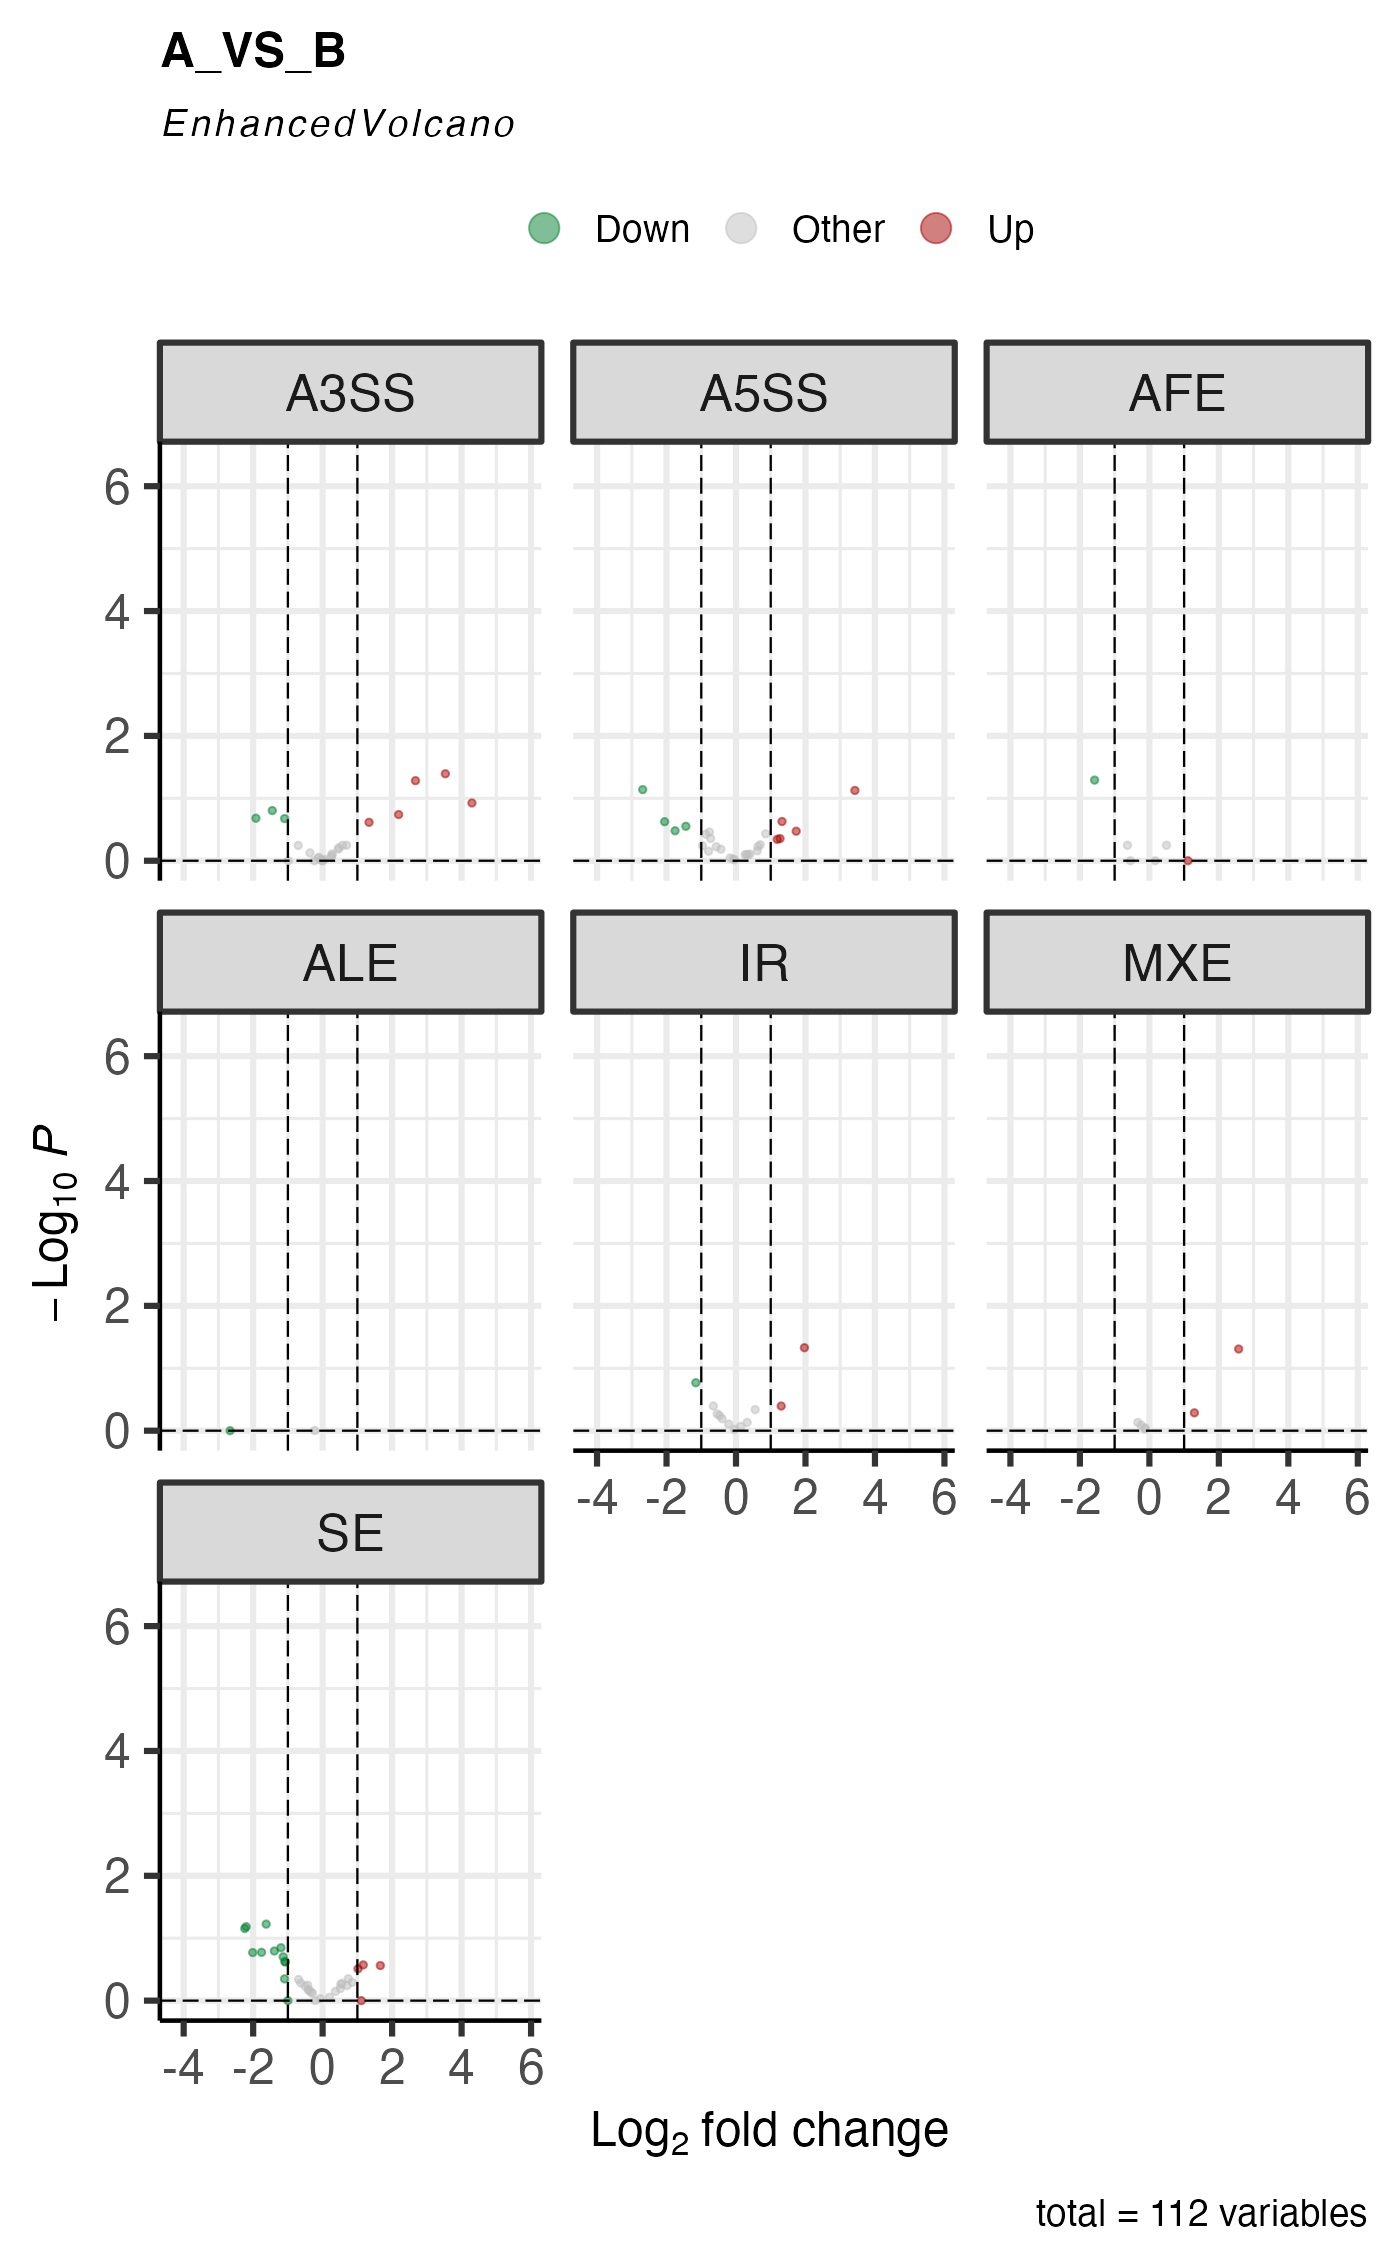 A_VS_B
EnhancedVolcano
Down Other Up
A3SS A5SS AFE
6
4
2
0
ALE IR MXE
6
4
2
0
-4 -2 0 2 4 6 -4 -2 0 2 4 6
SE
6
4
2
0
-4 -2 0 2 4 6
−Log₁₀ P
Log₂ fold change
total = 112 variables